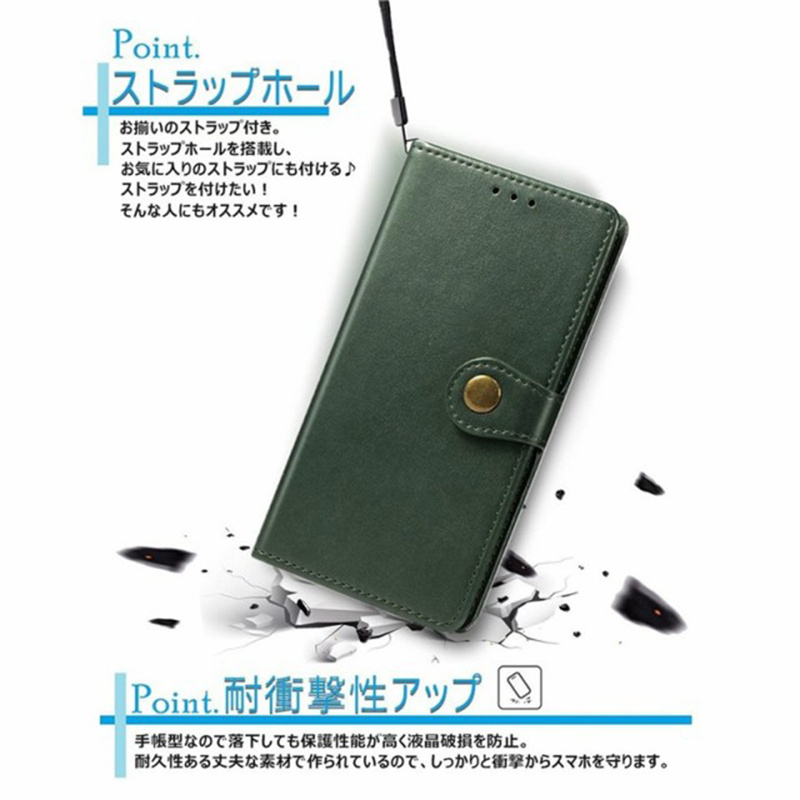 Point.
ストラップホール
お揃いのストラップ付き。
ストラップホールを搭載し、
お気に入りのストラップにも付ける♪
ストラップを付けたい！
そんな人にもオススメです！
Point.耐衝撃性アップ
手帳型なので落下しても保護性能が高く液晶破損を防止。
耐久性ある丈夫な素材で作られているので、しっかりと衝撃からスマホを守ります。